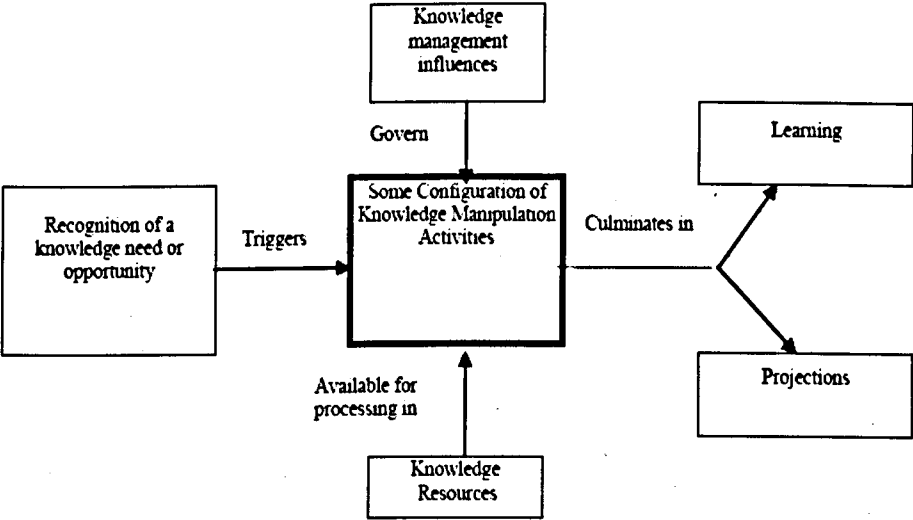 Knowledge
management
influences
Govern
Learning
Some Configuration of
Knowledge Manipulation
Activities
Recognition of a
knowledge need or
opportunity
Triggers
Culminates in
Available for
processing in
Projections
Knowledge
Resources